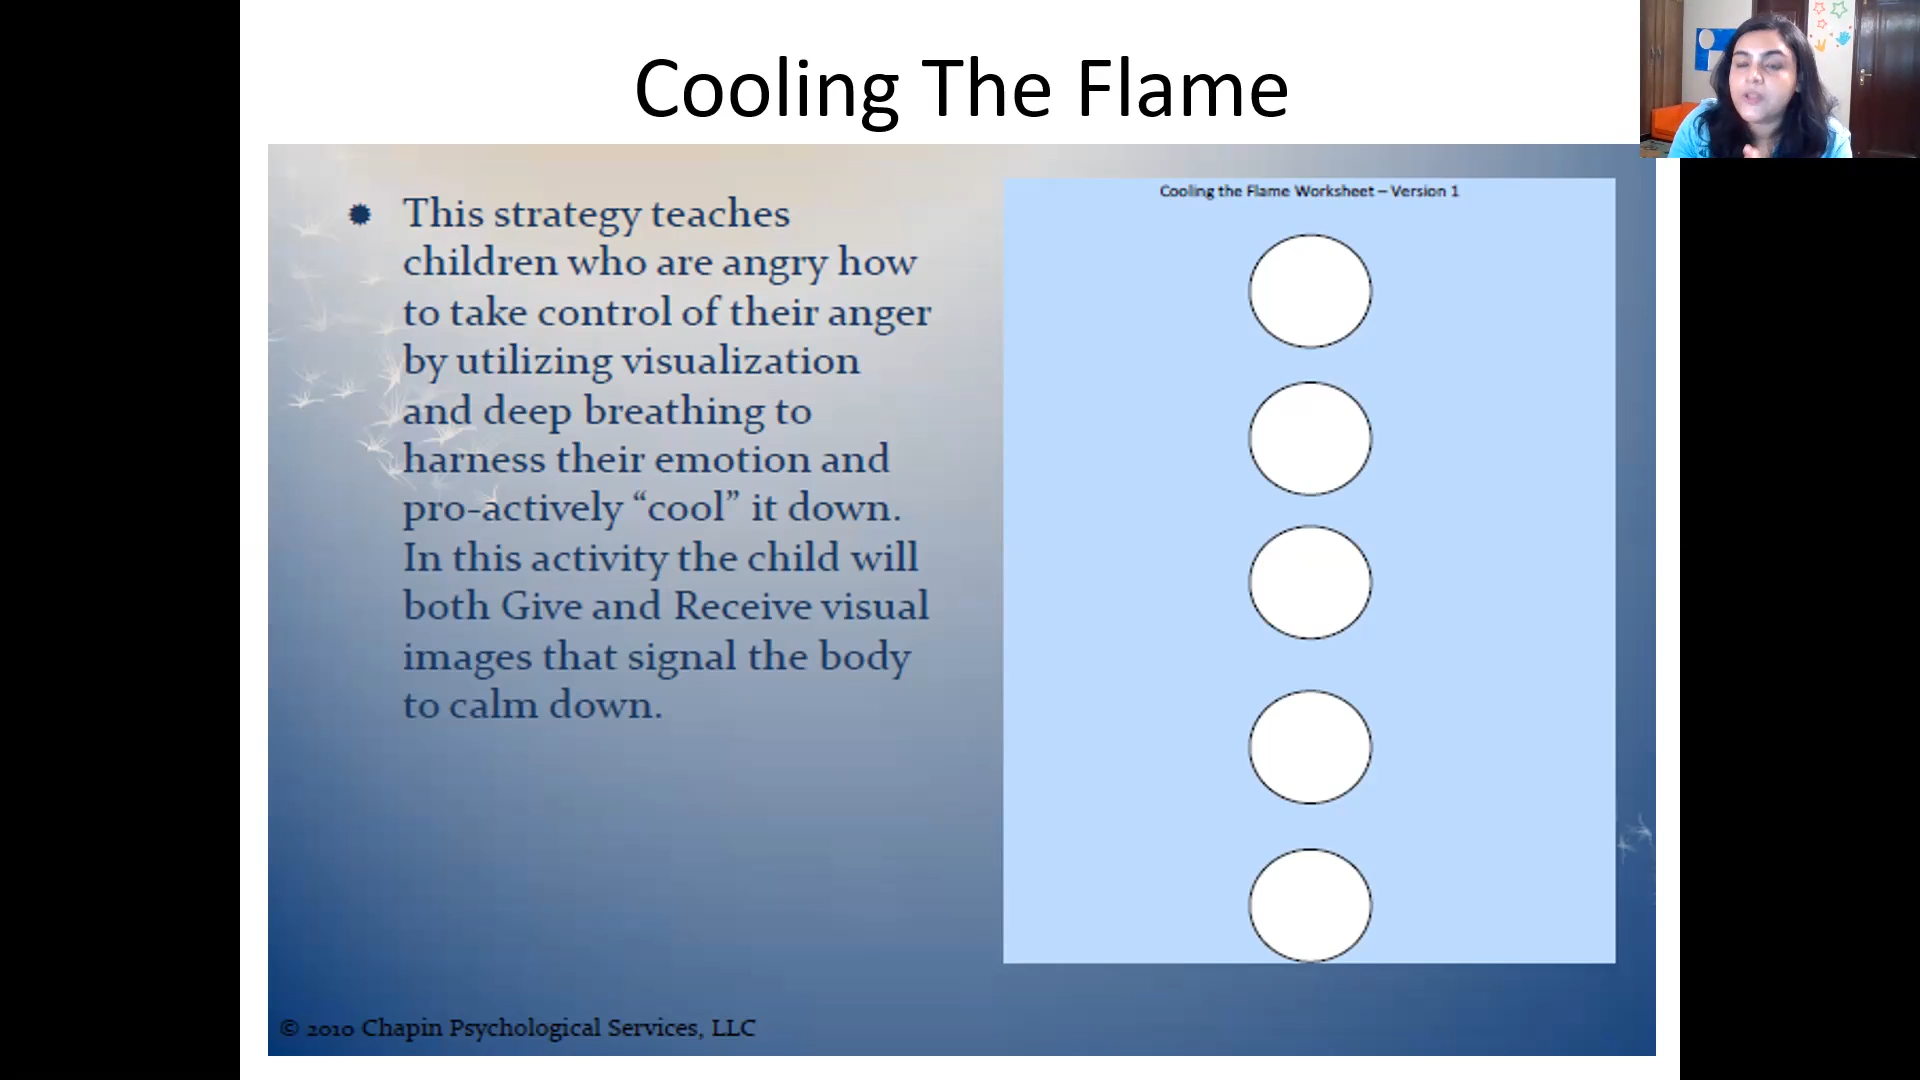 Cooling The Flame
This strategy teaches
children who are angry how
to take control of their anger
by utilizing visualization
and deep breathing to
harness their emotion and
pro-actively “cool” it down.
In this activity the child will
both Give and Receive visual
images that signal the body
to calm down.
Cooling the Flame Worksheet – Version 1
© 2010 Chapin Psychological Services, LLC